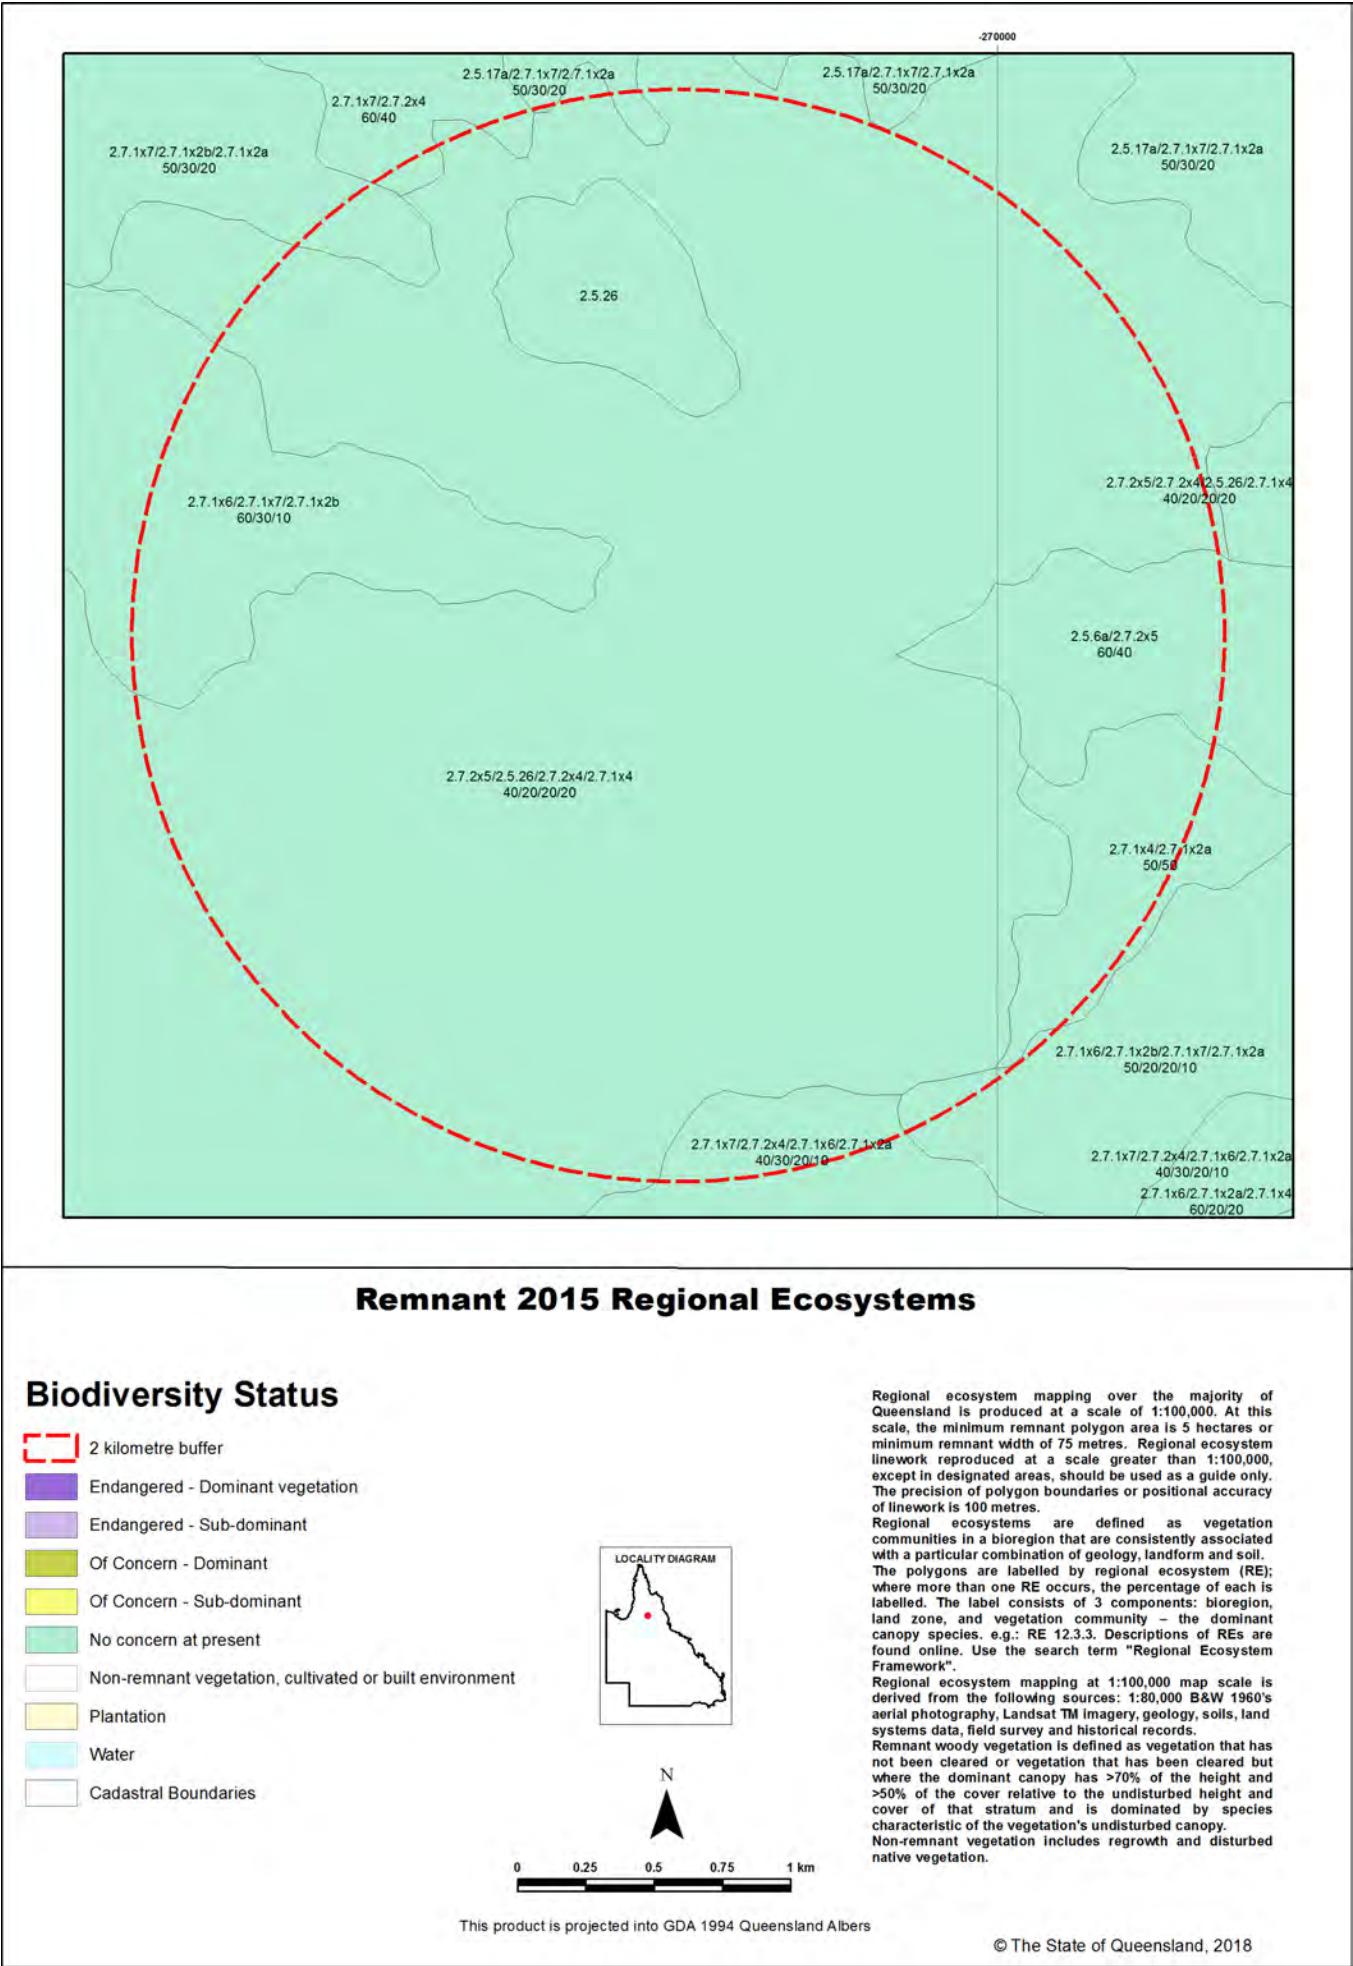 -270000
2.5.17a/2.7.1x7/2.7.1x2a
50/30/20
2.5.17a/2.7.1x7/2.7.1x2a
50/30/20
2.7.1x7/2.7.2x4
60/40
2.7.1x7/2.7.1x2b/2.7.1x2a
50/30/20
2.5.17a/2.7.1x7/2.7.1x2a
50/30/20
2.5.26
2.7.2x5/2.7.2x4/2.5.26/2.7.1x4
40/20/20/20
2.7.1x6/2.7.1x7/2.7.1x2b
60/30/10
2.5.6a/2.7.2x5
60/40
2.7.2x5/2.5.26/2.7.2x4/2.7.1x4
40/20/20/20
2.7.1x4/2.7.1x2a
50/50
2.7.1x6/2.7.1x2b/2.7.1x7/2.7.1x2a
50/20/20/10
2.7.1x7/2.7.2x4/2.7.1x6/2.7.1x2a
40/30/20/10
2.7.1x7/2.7.2x4/2.7.1x6/2.7.1x2a
40/30/20/10
2.7.1x6/2.7.1x2a/2.7.1x4
60/20/20
Remnant 2015 Regional Ecosystems
Biodiversity Status
2 kilometre buffer
Endangered - Dominant vegetation
Endangered - Sub-dominant
Of Concern - Dominant
Of Concern - Sub-dominant
No concern at present
Non-remnant vegetation, cultivated or built environment
Plantation
Water
Cadastral Boundaries
LOCALITY DIAGRAM
N
0 0.25 0.5 0.75 1 km
This product is projected into GDA 1994 Queensland Albers
Regional ecosystem mapping over the majority of
Queensland is produced at a scale of 1:100,000. At this
scale, the minimum remnant polygon area is 5 hectares or
minimum remnant width of 75 metres. Regional ecosystem
linework reproduced at a scale greater than 1:100,000,
except in designated areas, should be used as a guide only.
The precision of polygon boundaries or positional accuracy
of linework is 100 metres.
Regional ecosystems are defined as vegetation
communities in a bioregion that are consistently associated
with a particular combination of geology, landform and soil.
The polygons are labelled by regional ecosystem (RE);
where more than one RE occurs, the percentage of each is
labelled. The label consists of 3 components: bioregion,
land zone, and vegetation community – the dominant
canopy species. e.g.: RE 12.3.3. Descriptions of REs are
found online. Use the search term "Regional Ecosystem
Framework".
Regional ecosystem mapping at 1:100,000 map scale is
derived from the following sources: 1:80,000 B&W 1960's
aerial photography, Landsat TM imagery, geology, soils, land
systems data, field survey and historical records.
Remnant woody vegetation is defined as vegetation that has
not been cleared or vegetation that has been cleared but
where the dominant canopy has >70% of the height and
>50% of the cover relative to the undisturbed height and
cover of that stratum and is dominated by species
characteristic of the vegetation's undisturbed canopy.
Non-remnant vegetation includes regrowth and disturbed
native vegetation.
© The State of Queensland, 2018